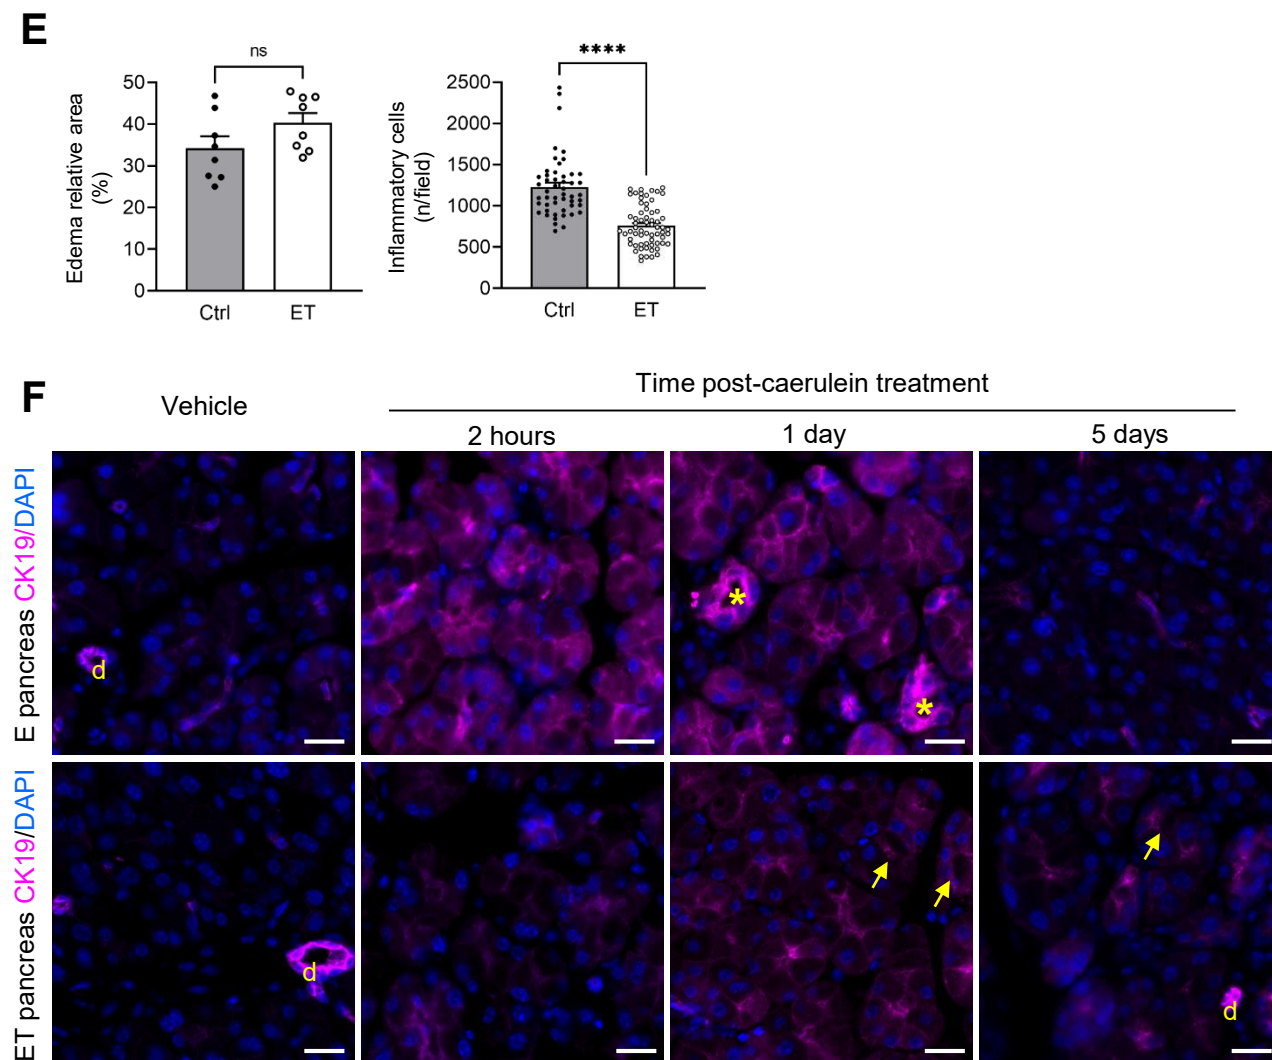 E
ns
****
50
40
30
20
10
0
Edema relative area
(%)
Ctrl
ET
2500
2000
1500
1000
500
0
Inflammatory cells
(n/field)
Ctrl
ET
F
Vehicle
Time post-caerulein treatment
2 hours
1 day
5 days
E pancreas CK19/DAPI
d
*
*
ET pancreas CK19/DAPI
d
d